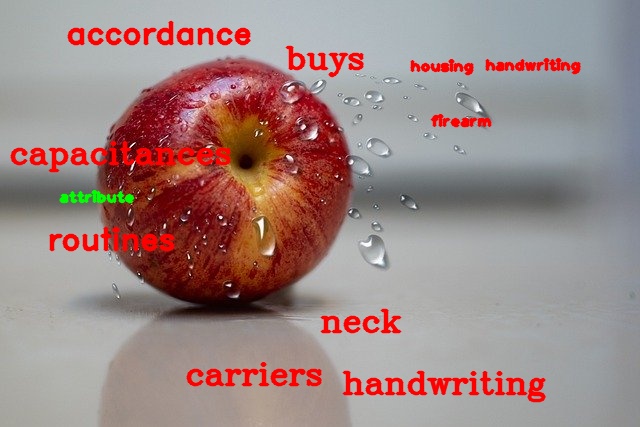 accordance
buys
housing handwriting
firearm
capacitances
attribute
routines
neck
carriers handwriting